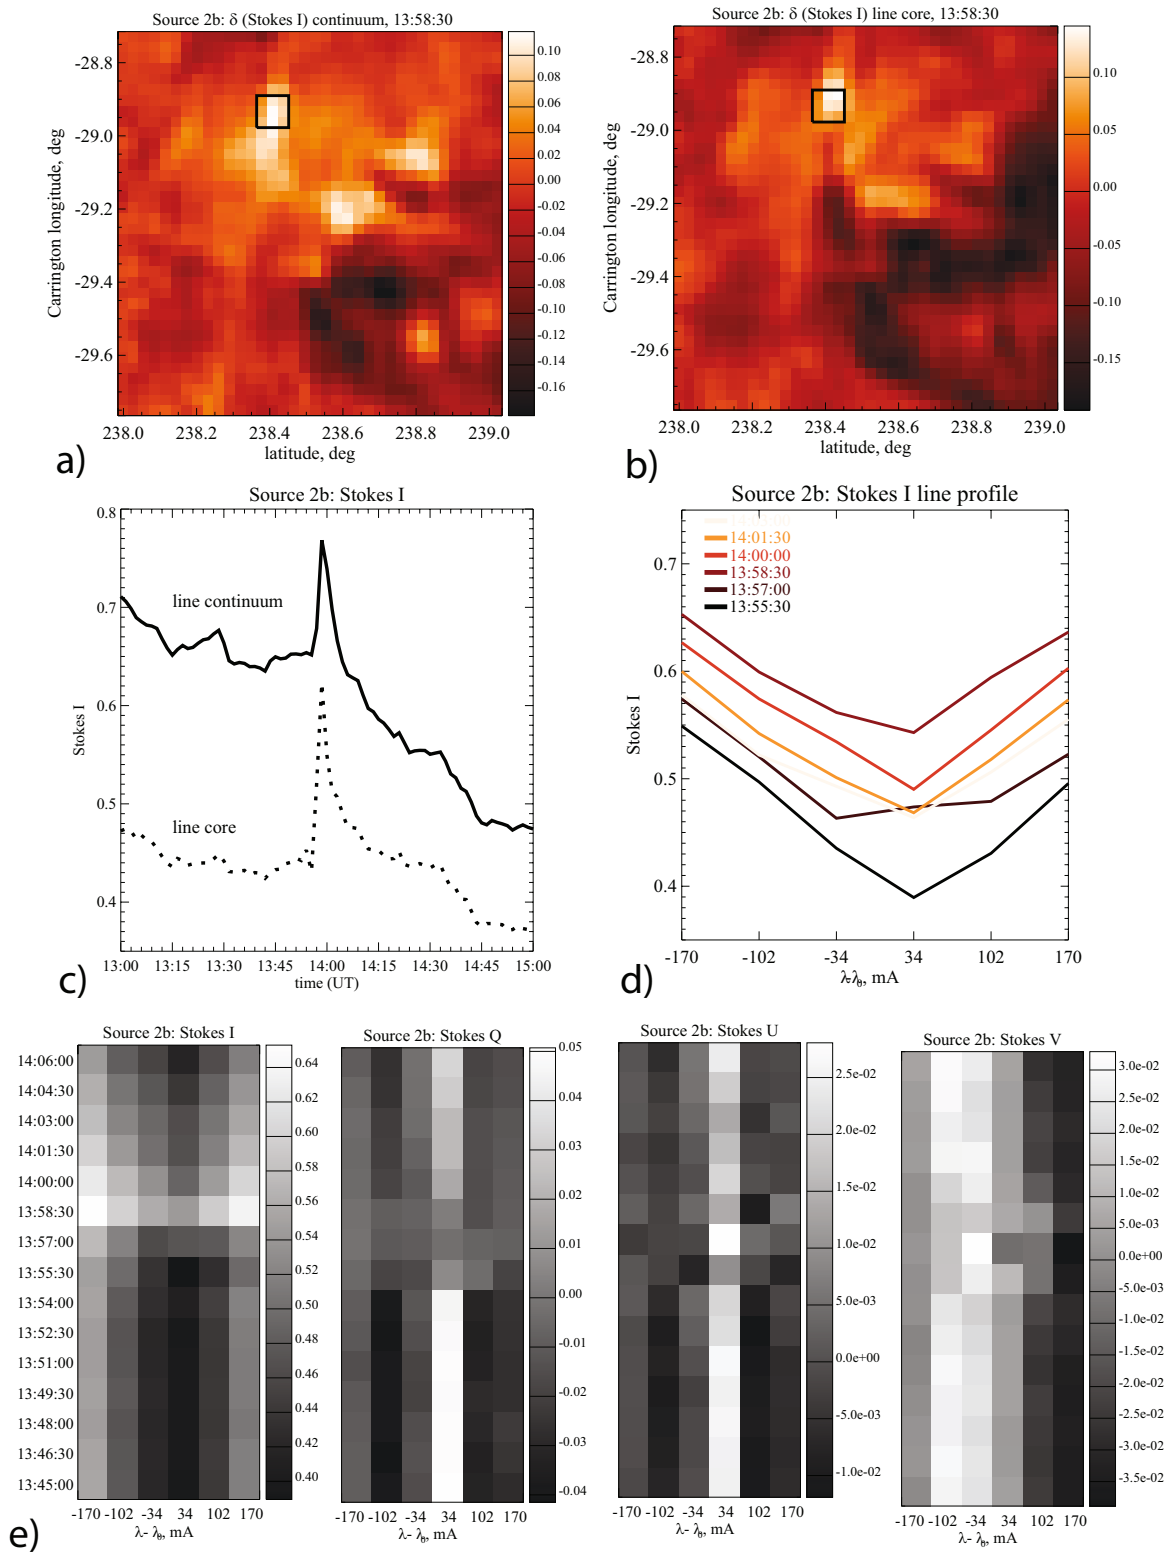 Source 2b: δ (Stokes I) continuum, 13:58:30
Source 2b: δ (Stokes I) line core, 13:58:30
Carrington longitude, deg
-28.8
-29.0
-29.2
-29.4
-29.6
238.0 238.2 238.4 238.6 238.8 239.0
latitude, deg
0.10
0.08
0.06
0.04
0.02
0.00
-0.02
-0.04
-0.06
-0.08
-0.10
-0.12
-0.14
-0.16
a)
Carrington longitude, deg
-28.8
-29.0
-29.2
-29.4
-29.6
238.0 238.2 238.4 238.6 238.8 239.0
latitude, deg
0.10
0.05
0.00
-0.05
-0.10
-0.15
b)
Source 2b: Stokes I
Stokes I
0.8
0.7
0.6
0.5
0.4
line continuum
line core
13:00 13:15 13:30 13:45 14:00 14:15 14:30 14:45 15:00
time (UT)
c)
Source 2b: Stokes I line profile
Stokes I
0.7
0.6
0.5
0.4
14:01:30
14:00:00
13:58:30
13:57:00
13:55:30
-170 -102 -34 34 102 170
λ-λ₀, mA
d)
Source 2b: Stokes I
14:06:00
14:04:30
14:03:00
14:01:30
14:00:00
13:58:30
13:57:00
13:55:30
13:54:00
13:52:30
13:51:00
13:49:30
13:48:00
13:46:30
13:45:00
-170 -102 -34 34 102 170
λ- λ₀, mA
0.64
0.62
0.60
0.58
0.56
0.54
0.52
0.50
0.48
0.46
0.44
0.42
0.40
Source 2b: Stokes Q
-170 -102 -34 34 102 170
λ- λ₀, mA
0.05
0.04
0.03
0.02
0.01
0.00
-0.01
-0.02
-0.03
-0.04
Source 2b: Stokes U
-170 -102 -34 34 102 170
λ- λ₀, mA
2.5e-02
2.0e-02
1.5e-02
1.0e-02
5.0e-03
0.0e+00
-5.0e-03
-1.0e-02
Source 2b: Stokes V
-170 -102 -34 34 102 170
λ- λ₀, mA
3.0e-02
2.5e-02
2.0e-02
1.5e-02
1.0e-02
5.0e-03
0.0e+00
-5.0e-03
-1.0e-02
-1.5e-02
-2.0e-02
-2.5e-02
-3.0e-02
-3.5e-02
e)